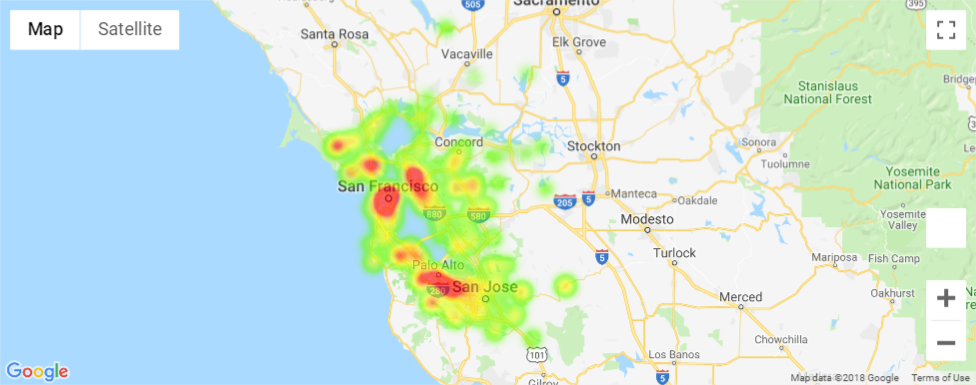 Map
Satellite
505
Sacramento
395
Santa Rosa
Vacaville
Elk Grove
5
Bridgep
Stanislaus
National Forest
Concord
Stockton
Sonora
Tuolumne
Yosemite
National Park
San Francisco
880
580
205
5
Manteca
Oakdale
Modesto
Yosemite
Valley
5
Turlock
Mariposa
Fish Camp
Palo Alto
280
San Jose
Merced
Oakhurst
Chowchilla
101
Los Banos
Gilroy
5
Google
Map data ©2018 Google
Terms of Use